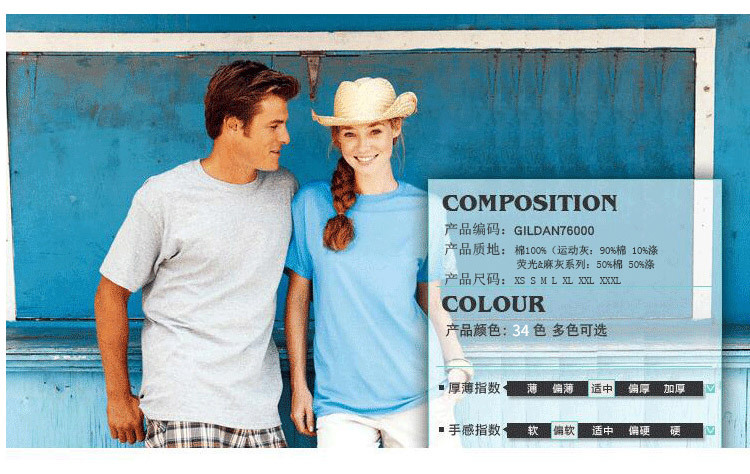 COMPOSITION
产品编码：GILDAN76000
产品质地：棉100%（运动灰：90%棉 10%涤
荧光&麻灰系列：50%棉 50%涤
产品尺码：XS S M L XL XXL XXXL
COLOUR
产品颜色：34 色 多色可选
厚薄指数 薄 偏薄 适中 偏厚 加厚
手感指数 软 偏软 适中 偏硬 硬